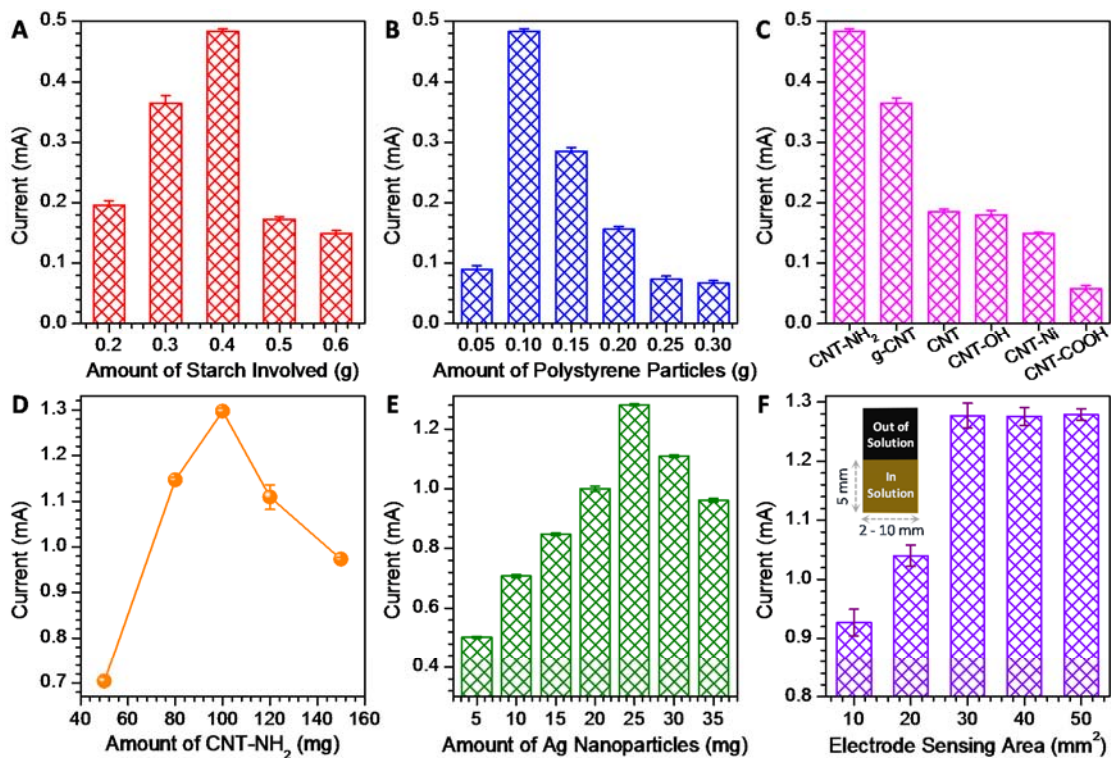 A
Current (mA)
0.5
0.4
0.3
0.2
0.1
0.0
0.2 0.3 0.4 0.5 0.6
Amount of Starch Involved (g)
B
Current (mA)
0.5
0.4
0.3
0.2
0.1
0.0
0.05 0.10 0.15 0.20 0.25 0.30
Amount of Polystyrene Particles (g)
C
Current (mA)
0.5
0.4
0.3
0.2
0.1
0.0
CNT-NH₂ g-CNT CNT CNT-OH CNT-Ni CNT-COOH
D
Current (mA)
1.3
1.2
1.1
1.0
0.9
0.8
0.7
40 60 80 100 120 140 160
Amount of CNT-NH₂ (mg)
E
Current (mA)
1.2
1.0
0.8
0.6
0.4
5 10 15 20 25 30 35
Amount of Ag Nanoparticles (mg)
F
Current (mA)
1.3
1.2
1.1
1.0
0.9
0.8
Out of
Solution
In
Solution
5 mm
2 - 10 mm
10 20 30 40 50
Electrode Sensing Area (mm²)